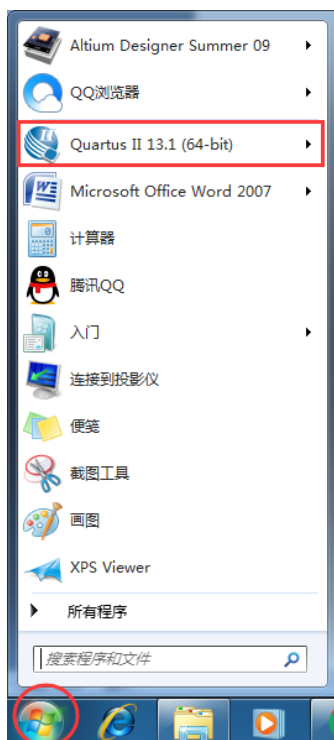 Altium Designer Summer 09
QQ浏览器
Quartus II 13.1 (64-bit)
Microsoft Office Word 2007
计算器
腾讯QQ
入门
连接到投影仪
便笺
截图工具
画图
XPS Viewer
所有程序
搜索程序和文件